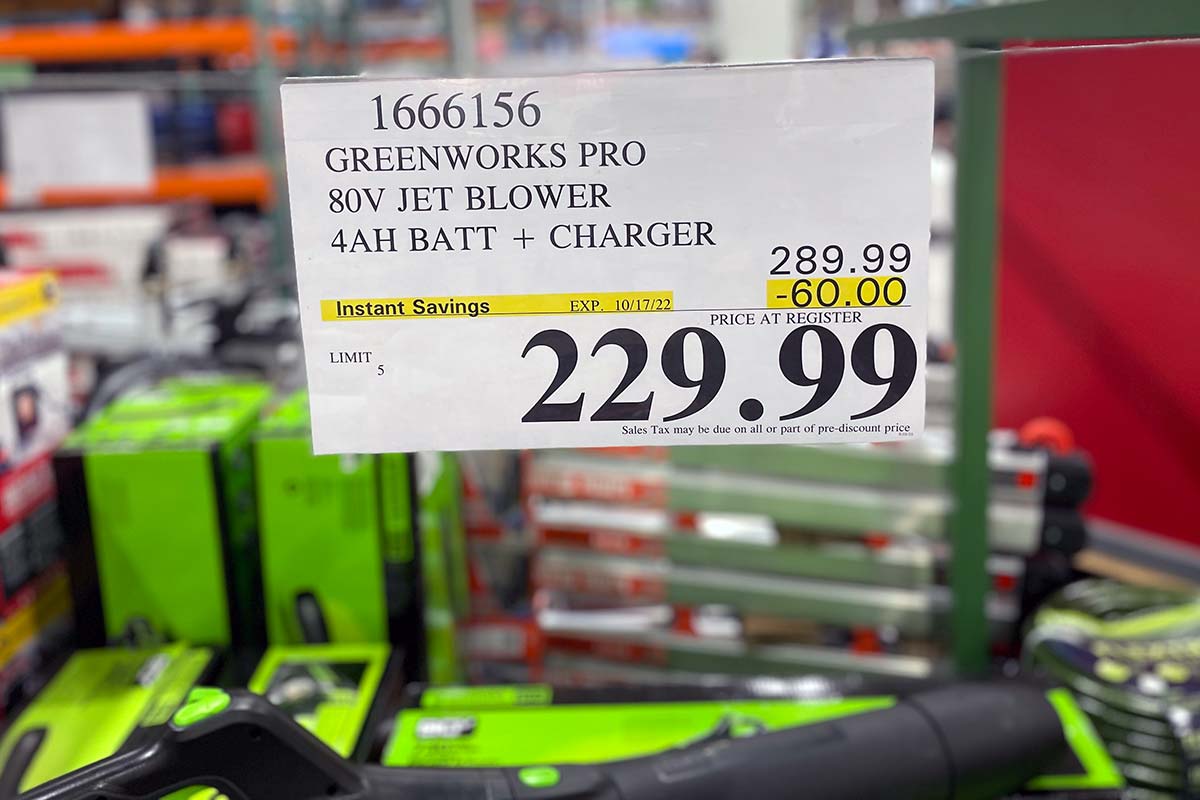 1666156
GREENWORKS PRO
80V JET BLOWER
4AH BATT + CHARGER
289.99
Instant Savings EXP. 10/17/22 -60.00
PRICE AT REGISTER
LIMIT 5
229.99
Sales Tax may be due on all or part of pre-discount price